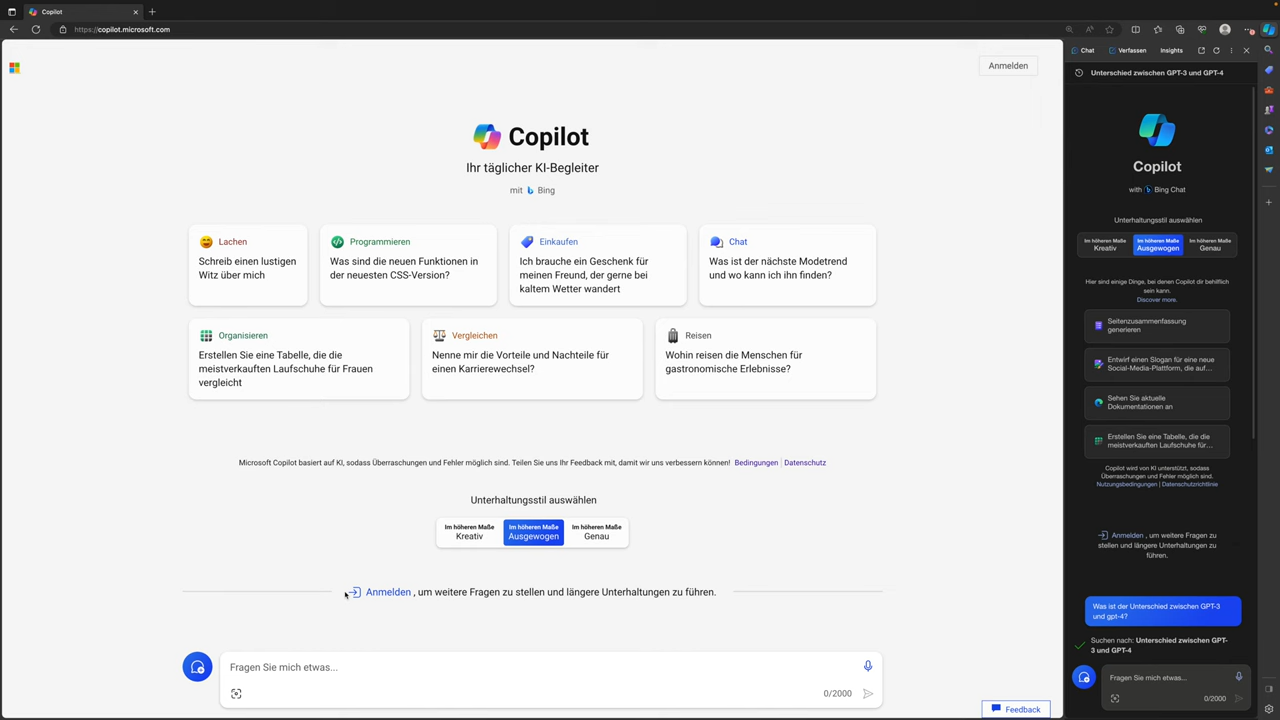 Copilot
https://copilot.microsoft.com
Anmelden
Copilot
Ihr täglicher KI-Begleiter
mit Bing
Lachen
Schreib einen lustigen
Witz über mich
Programmieren
Was sind die neuen Funktionen in
der neuesten CSS-Version?
Einkaufen
Ich brauche ein Geschenk für
meinen Freund, der gerne bei
kaltem Wetter wandert
Chat
Was ist der nächste Modetrend
und wo kann ich ihn finden?
Organisieren
Erstellen Sie eine Tabelle, die die
meistverkauften Laufschuhe für Frauen
vergleicht
Vergleichen
Nenne mir die Vorteile und Nachteile für
einen Karrierewechsel?
Reisen
Wohin reisen die Menschen für
gastronomische Erlebnisse?
Microsoft Copilot basiert auf KI, sodass Überraschungen und Fehler möglich sind. Teilen Sie uns Ihr Feedback mit, damit wir uns verbessern können! Bedingungen Datenschutz
Unterhaltungsstil auswählen
Im höheren Maße
Kreativ
Im höheren Maße
Ausgewogen
Im höheren Maße
Genau
Anmelden , um weitere Fragen zu stellen und längere Unterhaltungen zu führen.
Fragen Sie mich etwas...
0/2000
Feedback
Chat Verfassen Insights
Unterschied zwischen GPT-3 und GPT-4
Copilot
with Bing Chat
Unterhaltungsstil auswählen
Im höheren Maße
Kreativ
Im höheren Maße
Ausgewogen
Im höheren Maße
Genau
Hier sind einige Dinge, bei denen Copilot dir behilflich
sein kann.
Discover more.
Seitenzusammenfassung
generieren
Entwirf einen Slogan für eine neue
Social-Media-Plattform, die auf...
Sehen Sie aktuelle
Dokumentationen an
Erstellen Sie eine Tabelle, die die
meistverkauften Laufschuhe für...
Copilot wird von KI unterstützt, sodass
Überraschungen und Fehler möglich sind.
Nutzungsbedingungen | Datenschutzrichtlinie
Anmelden , um weitere Fragen zu
stellen und längere Unterhaltungen zu
führen.
Was ist der Unterschied zwischen GPT-3
und gpt-4?
Suchen nach: Unterschied zwischen GPT-
3 und GPT-4
Fragen Sie mich etwas...
0/2000